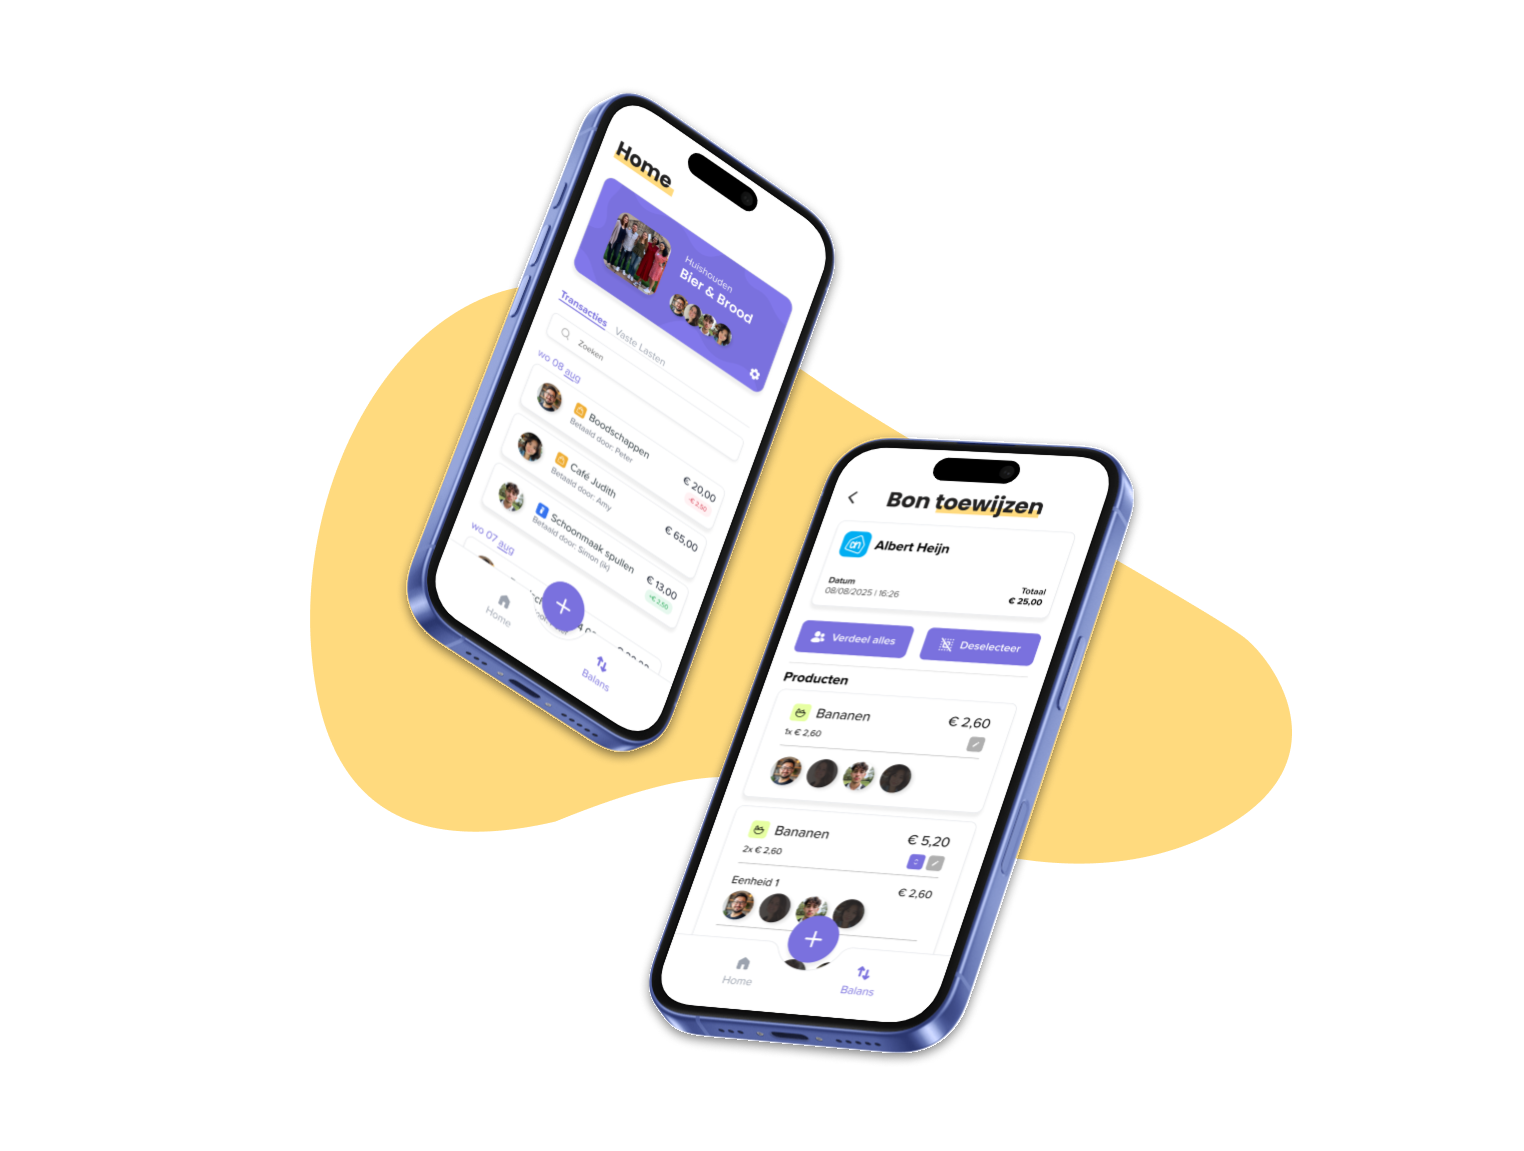 Home
Huishouden
Bier & Brood
Transacties Vaste Lasten
Zoeken
wo 08 aug
Boodschappen
Betaald door: Peter
€ 20,00
-€ 2,50
Café Judith
Betaald door: Amy
€ 65,00
Schoonmaak spullen
Betaald door: Simon (ik)
€ 13,00
+€ 2,50
wo 07 aug
Home
Balans
Bon toewijzen
Albert Heijn
Datum
08/08/2025 | 16:26
Totaal
€ 25,00
Verdeel alles
Deselecteer
Producten
Bananen
€ 2,60
1x € 2,60
Bananen
€ 5,20
2x € 2,60
Eenheid 1
€ 2,60
Home
Balans